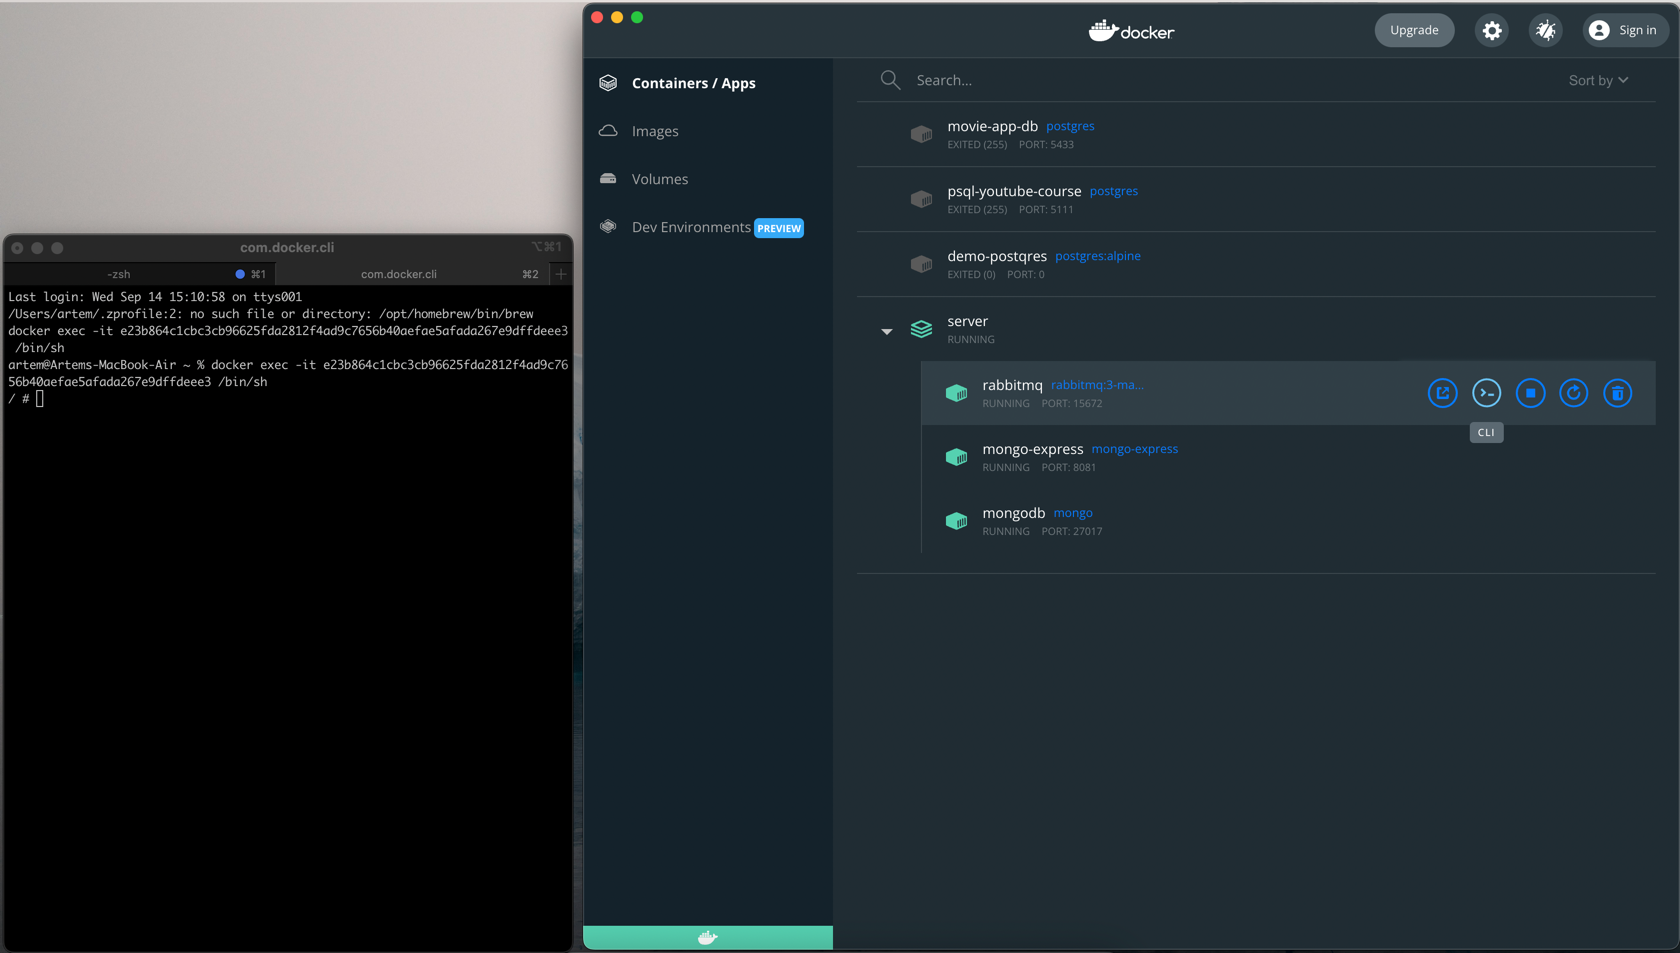 com.docker.cli
⌥⌘1
-zsh
⌘1
com.docker.cli
⌘2
+
Last login: Wed Sep 14 15:10:58 on ttys001
/Users/artem/.zprofile:2: no such file or directory: /opt/homebrew/bin/brew
docker exec -it e23b864c1cbc3cb96625fda2812f4ad9c7656b40aefae5afada267e9dffdeee3
/bin/sh
artem@Artems-MacBook-Air ~ % docker exec -it e23b864c1cbc3cb96625fda2812f4ad9c76
56b40aefae5afada267e9dffdeee3 /bin/sh
/ #
docker
Upgrade
Sign in
Containers / Apps
Images
Volumes
Dev Environments PREVIEW
Search...
Sort by
movie-app-db postgres
EXITED (255) PORT: 5433
psql-youtube-course postgres
EXITED (255) PORT: 5111
demo-postqres postgres:alpine
EXITED (0) PORT: 0
server
RUNNING
rabbitmq rabbitmq:3-ma...
RUNNING PORT: 15672
CLI
mongo-express mongo-express
RUNNING PORT: 8081
mongodb mongo
RUNNING PORT: 27017